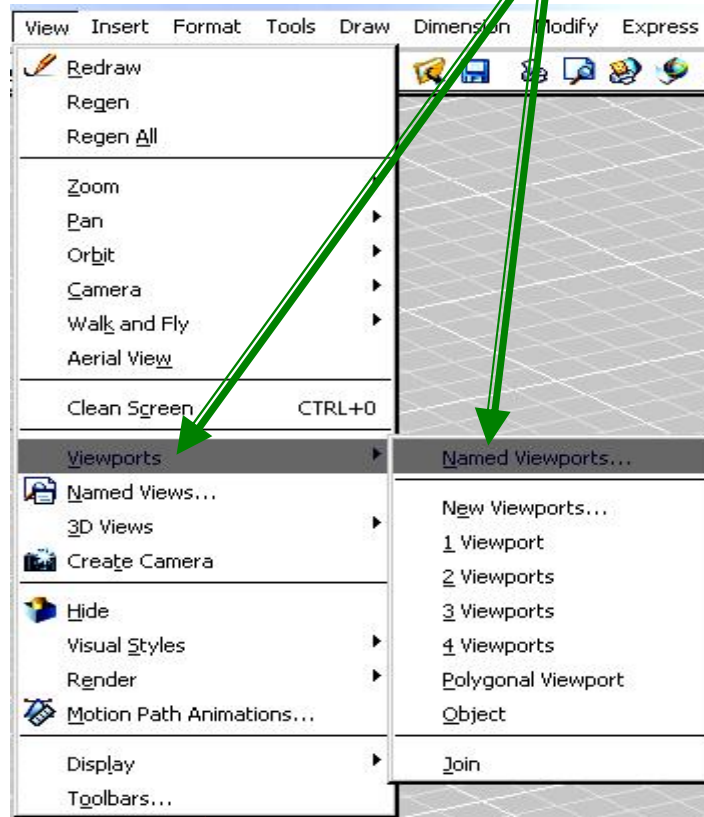 View Insert Format Tools Draw Dimension Modify Express
Redraw
Regen
Regen All
Zoom
Pan
Orbit
Camera
Walk and Fly
Aerial View
Clean Screen CTRL+0
Viewports
Named Views...
3D Views
Create Camera
Hide
Visual Styles
Render
Motion Path Animations...
Display
Toolbars...
Named Viewports...
New Viewports...
1 Viewport
2 Viewports
3 Viewports
4 Viewports
Polygonal Viewport
Object
Join